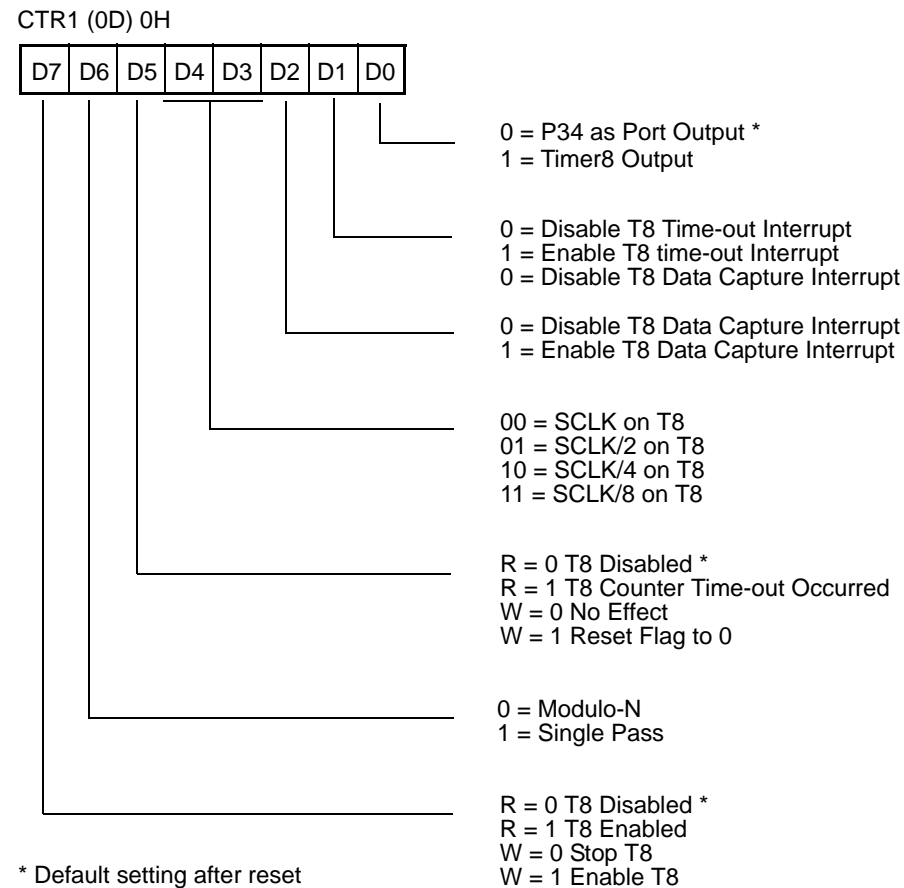 CTR1 (0D) 0H
D7 D6 D5 D4 D3 D2 D1 D0
0 = P34 as Port Output *
1 = Timer8 Output
0 = Disable T8 Time-out Interrupt
1 = Enable T8 time-out Interrupt
0 = Disable T8 Data Capture Interrupt
0 = Disable T8 Data Capture Interrupt
1 = Enable T8 Data Capture Interrupt
00 = SCLK on T8
01 = SCLK/2 on T8
10 = SCLK/4 on T8
11 = SCLK/8 on T8
R = 0 T8 Disabled *
R = 1 T8 Counter Time-out Occurred
W = 0 No Effect
W = 1 Reset Flag to 0
0 = Modulo-N
1 = Single Pass
R = 0 T8 Disabled *
R = 1 T8 Enabled
W = 0 Stop T8
W = 1 Enable T8
* Default setting after reset